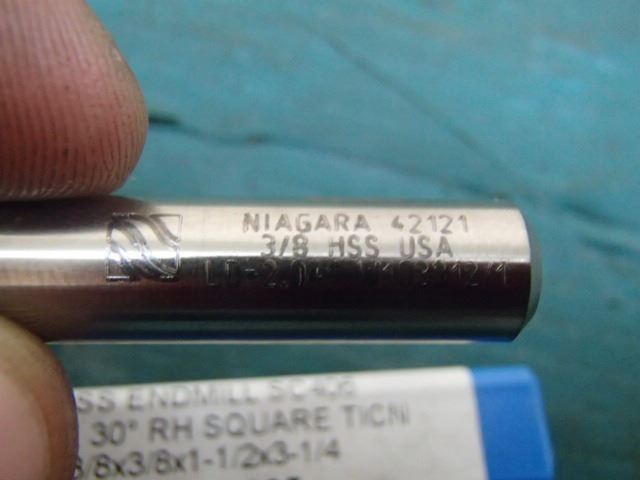 NIAGARA 42121
3/8 HSS USA
SS ENDMILL SC406
30° RH SQUARE TICN
3/8x3/8x1-1/2x3-1/4